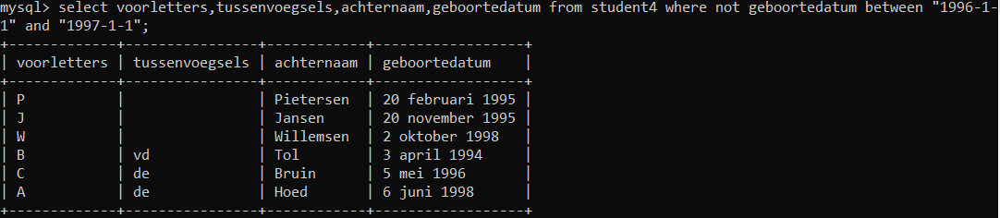 mysql> select voorletters,tussenvoegsels,achternaam,geboortedatum from student4 where not geboortedatum between "1996-1-
1" and "1997-1-1";
+-------------+----------------+------------+------------------+
| voorletters | tussenvoegsels | achternaam | geboortedatum    |
+-------------+----------------+------------+------------------+
| P           |                | Pietersen  | 20 februari 1995 |
| J           |                | Jansen     | 20 november 1995 |
| W           |                | Willemsen  | 2 oktober 1998   |
| B           | vd             | Tol        | 3 april 1994     |
| C           | de             | Bruin      | 5 mei 1996       |
| A           | de             | Hoed       | 6 juni 1998      |
+-------------+----------------+------------+------------------+